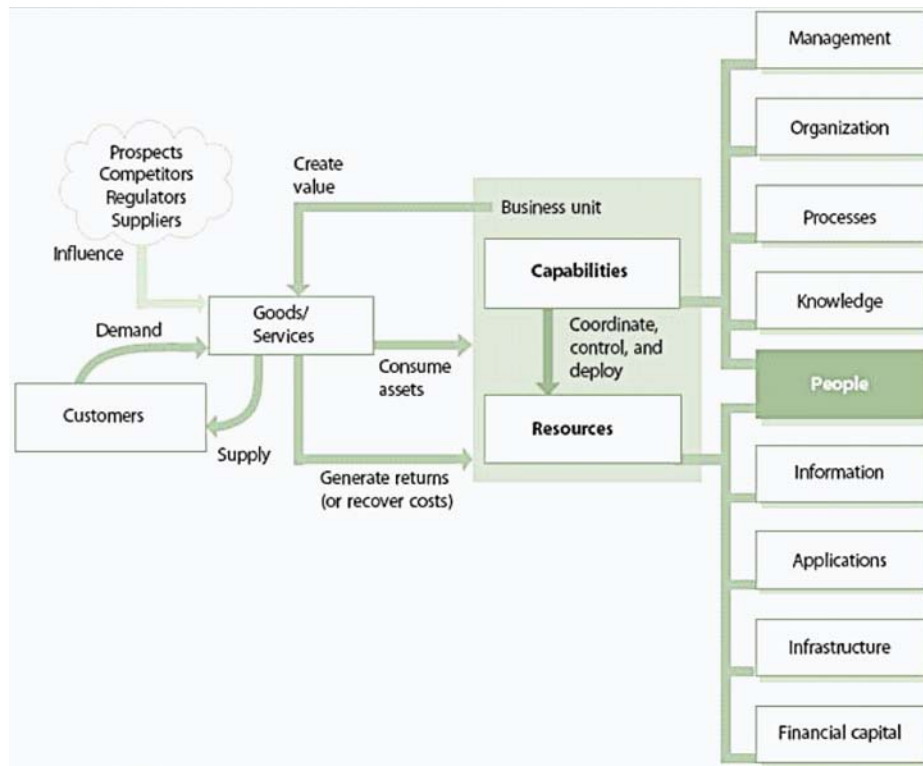 Management
Organization
Processes
Knowledge
People
Information
Applications
Infrastructure
Financial capital
Prospects
Competitors
Regulators
Suppliers
Influence
Create
value
Business unit
Capabilities
Coordinate,
control, and
deploy
Resources
Goods/
Services
Demand
Customers
Supply
Consume
assets
Generate returns
(or recover costs)